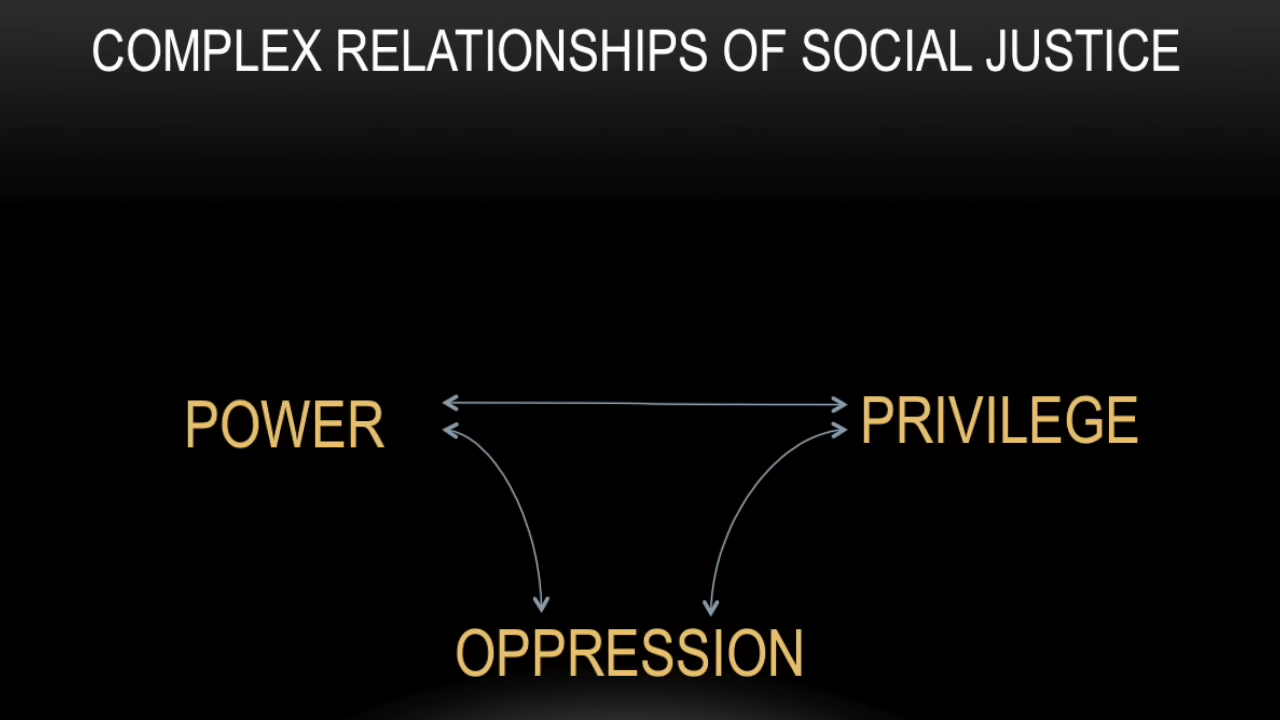 COMPLEX RELATIONSHIPS OF SOCIAL JUSTICE
POWER
PRIVILEGE
OPPRESSION